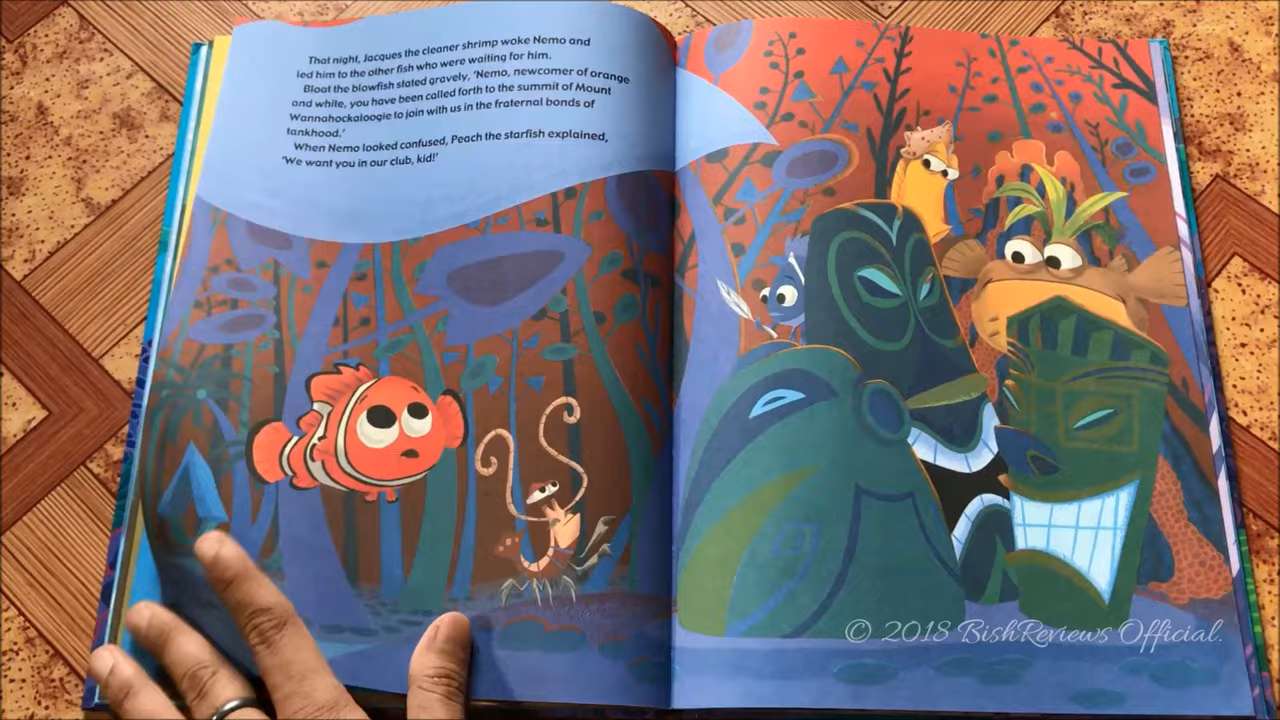 That night, Jacques the cleaner shrimp woke Nemo and
led him to the other fish who were waiting for him.
Bloat the blowfish stated gravely, 'Nemo, newcomer of orange
and white, you have been called forth to the summit of Mount
Wannahockaloogie to join with us in the fraternal bonds of
tankhood.'
When Nemo looked confused, Peach the starfish explained,
'We want you in our club, kid!'
© 2018 BishReviews Official.